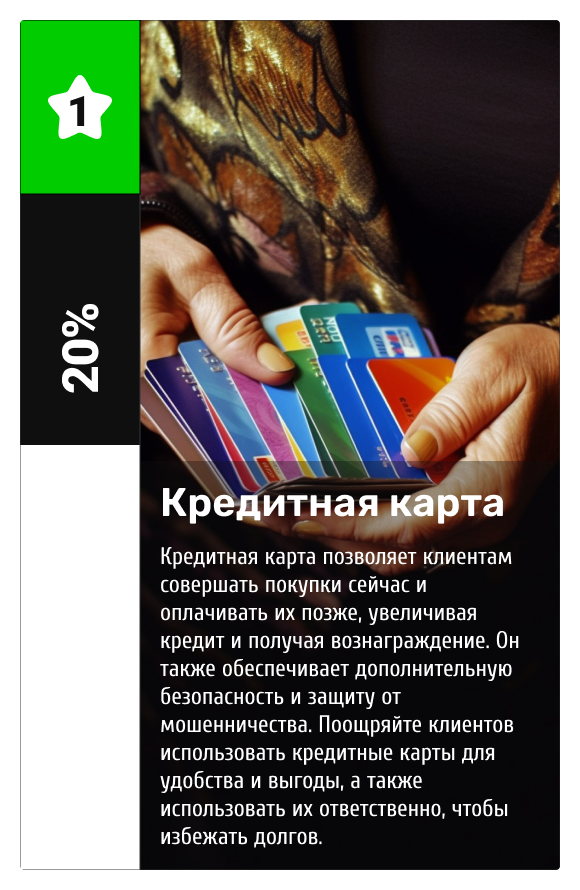 1
20%
Кредитная карта
Кредитная карта позволяет клиентам
совершать покупки сейчас и
оплачивать их позже, увеличивая
кредит и получая вознаграждение. Он
также обеспечивает дополнительную
безопасность и защиту от
мошенничества. Поощряйте клиентов
использовать кредитные карты для
удобства и выгоды, а также
использовать их ответственно, чтобы
избежать долгов.